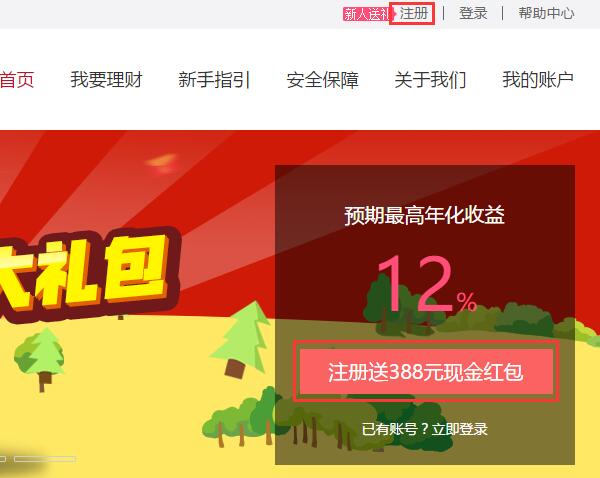 新人送礼 注册 | 登录 | 帮助中心
首页 我要理财 新手指引 安全保障 关于我们 我的账户
预期最高年化收益
大礼包
12%
注册送388元现金红包
已有账号？立即登录